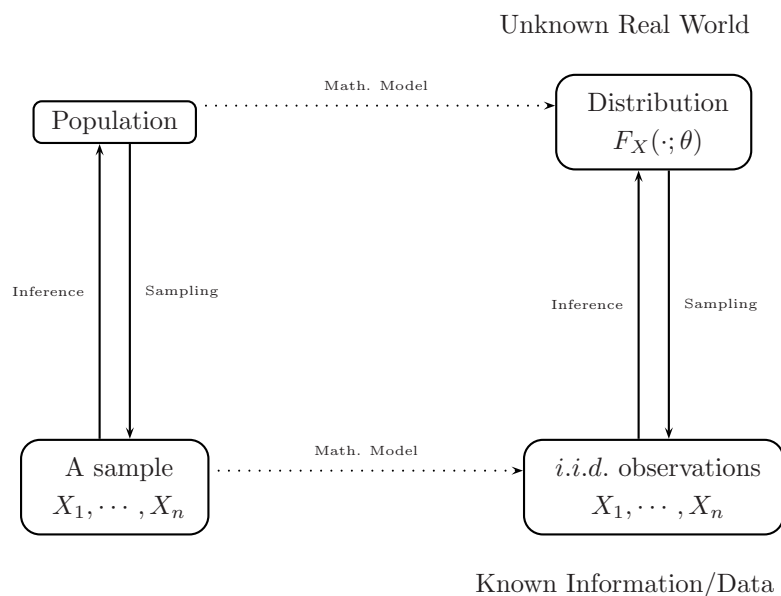 Unknown Real World
Math. Model
Population
Distribution
F_X(·; θ)
Inference
Sampling
Inference
Sampling
Math. Model
A sample
X_1, ⋯ , X_n
i.i.d. observations
X_1, ⋯ , X_n
Known Information/Data